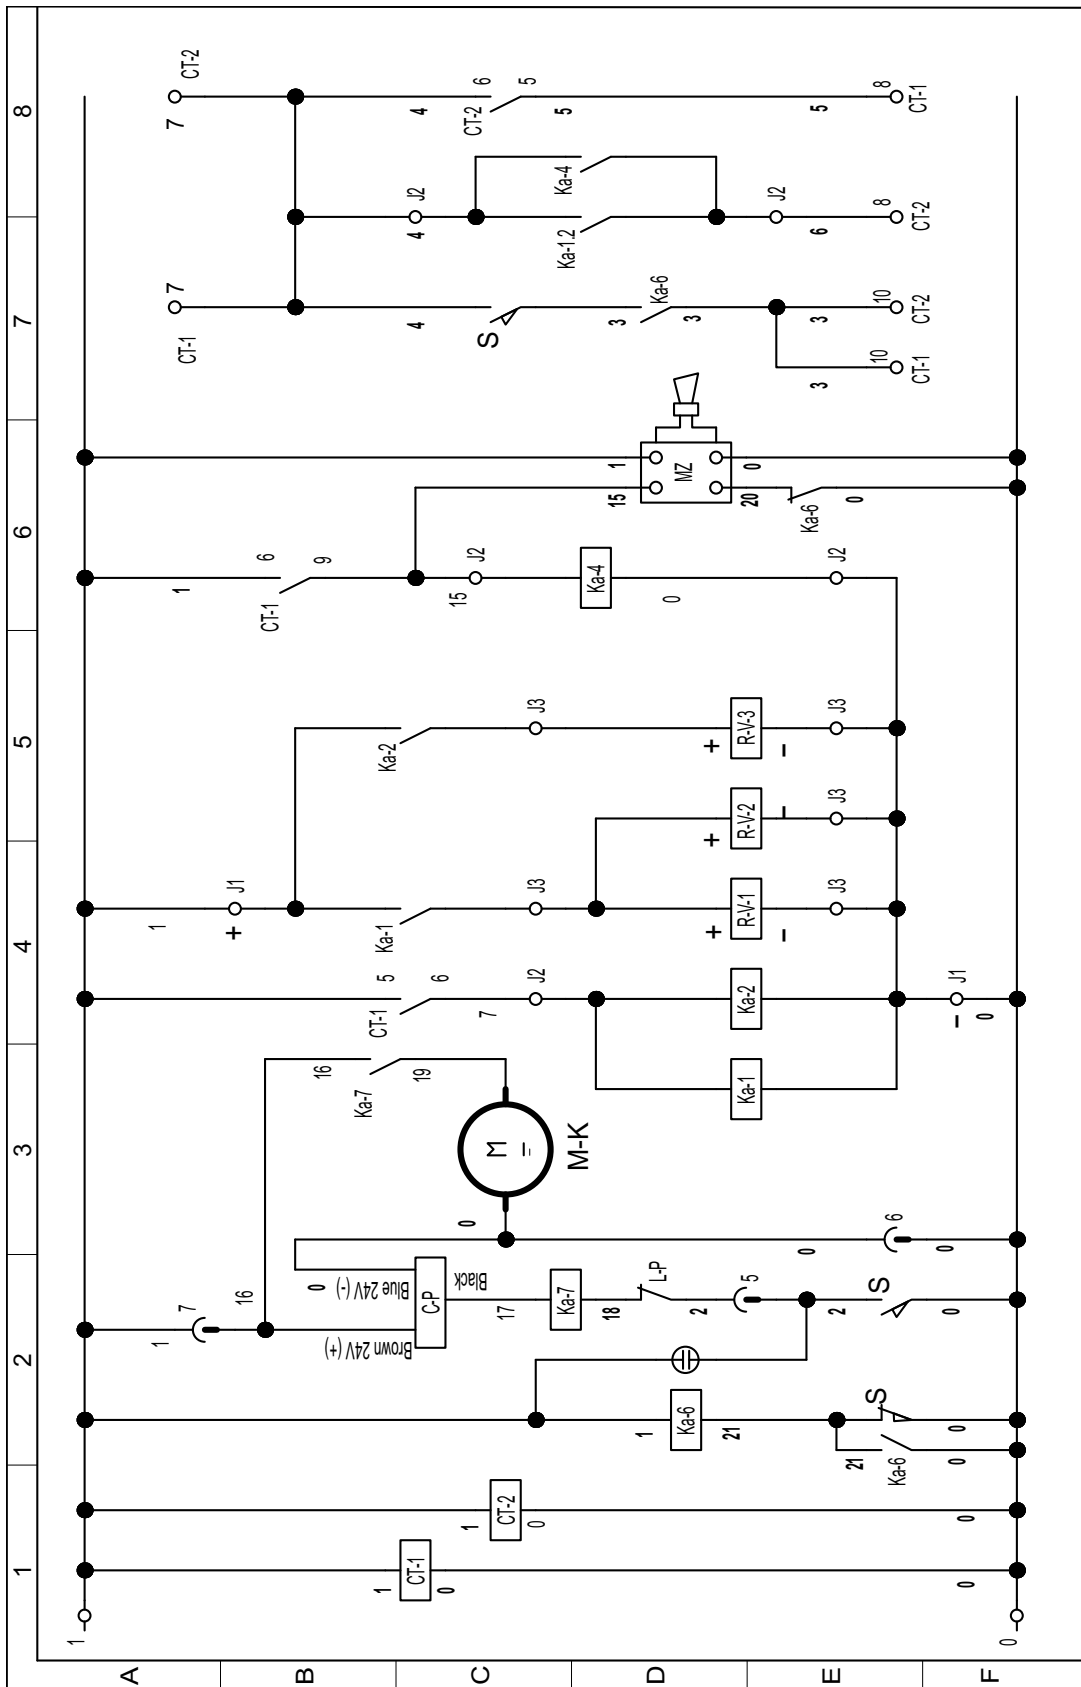 1 2 3 4 5 6 7 8
A
B
C
D
E
F
1
0
1
CT-1
0
0
1
CT-2
0
0
1
Ka-6
21
21
Ka-6
0
S
0
1
7
16
Brown 24V (+)
Blue 24V (-)
0
C-P
Black
17
Ka-7
18
L-P
2
5
2
S
0
16
Ka-7
19
M
=
M-K
0
0
6
0
Ka-1
CT-1
5
6
7
J2
Ka-2
J1
–
0
1
J1
+
Ka-1
J3
+
R-V-1
–
J3
+
R-V-2
–
J3
Ka-2
J3
+
R-V-3
–
J3
1
CT-1
6
9
15
J2
Ka-4
0
J2
15
1
MZ
20
0
Ka-6
0
CT-1
7
4
S
3
Ka-6
3
3
10
CT-1
3
10
CT-2
J2
4
Ka-1.2
Ka-4
J2
6
8
CT-2
7
CT-2
4
CT-2
6
5
5
5
8
CT-1